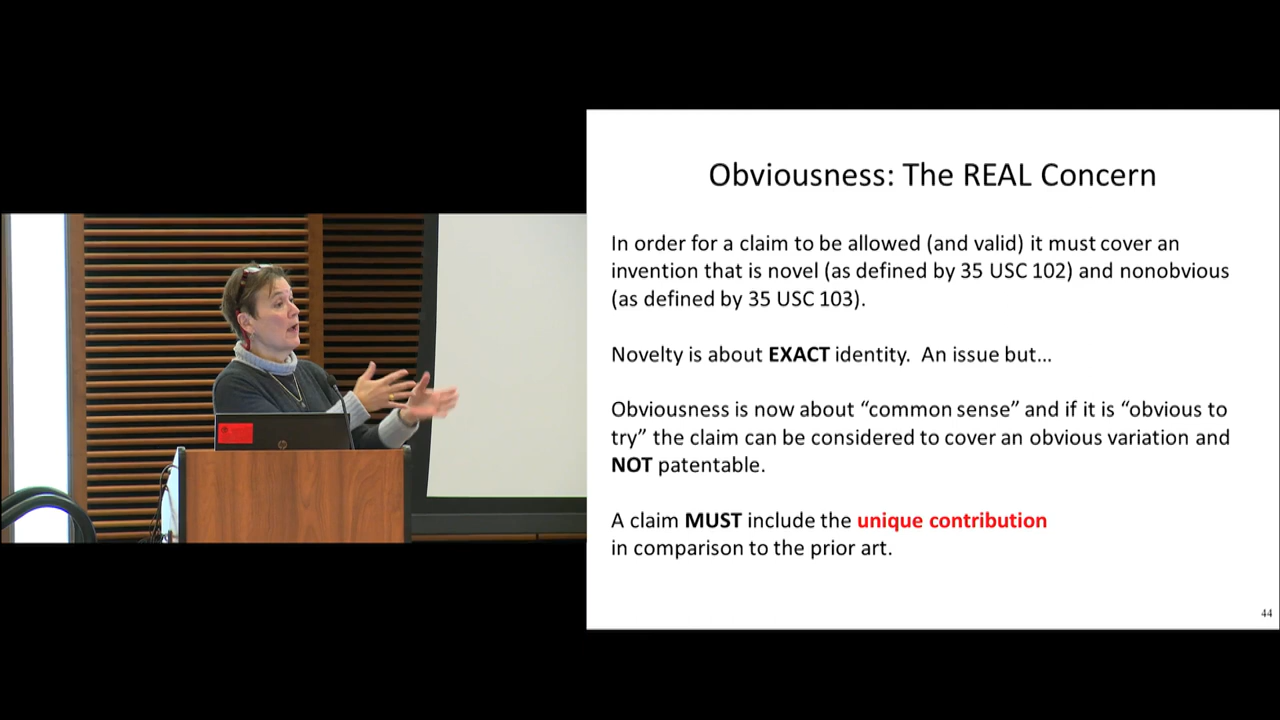 Obviousness: The REAL Concern
In order for a claim to be allowed (and valid) it must cover an
invention that is novel (as defined by 35 USC 102) and nonobvious
(as defined by 35 USC 103).
Novelty is about EXACT identity.  An issue but...
Obviousness is now about “common sense” and if it is “obvious to
try” the claim can be considered to cover an obvious variation and
NOT patentable.
A claim MUST include the unique contribution
in comparison to the prior art.
44
hp